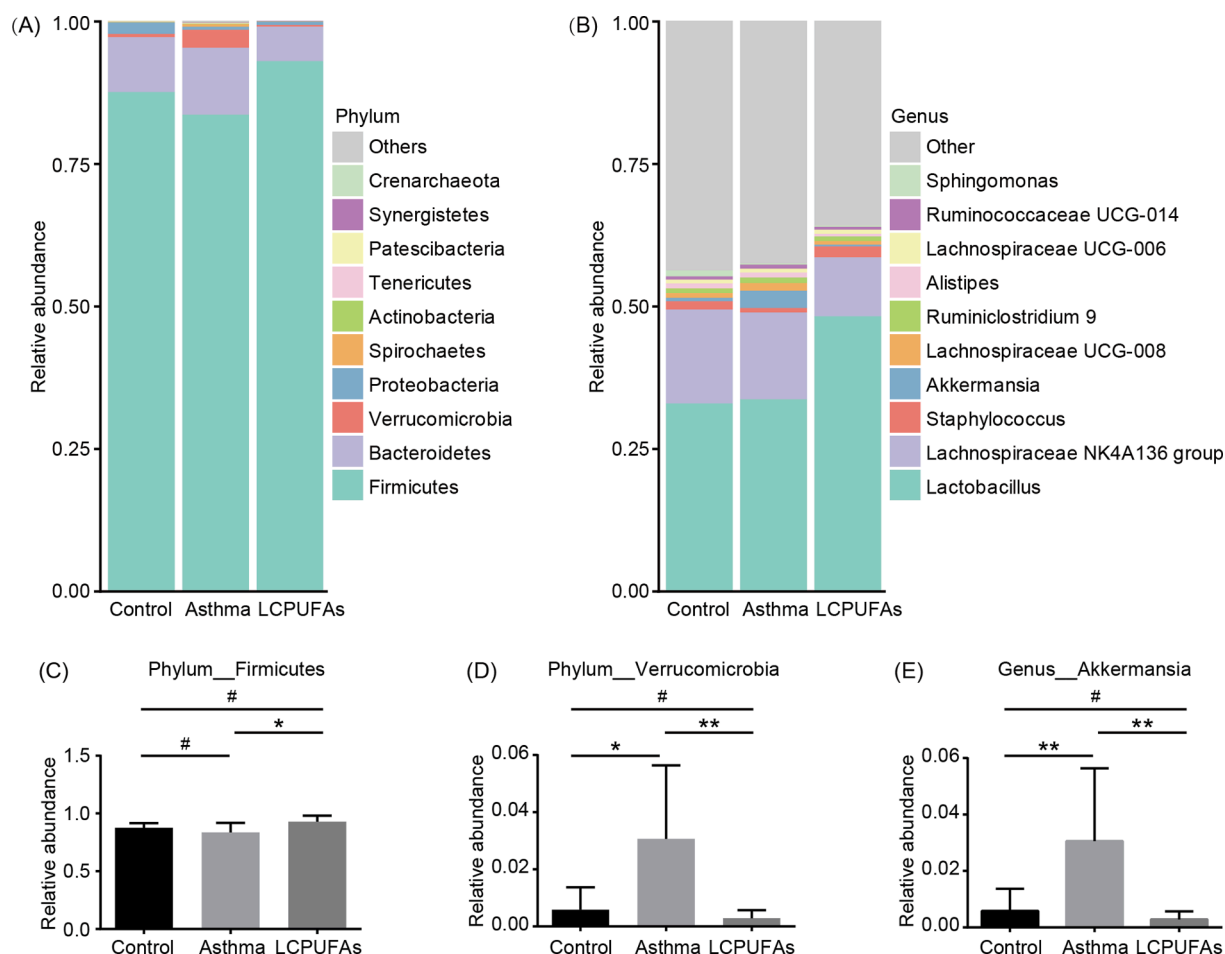 (A)
1.00
0.75
0.50
0.25
0.00
Relative abundance
Control Asthma LCPUFAs
Phylum
Others
Crenarchaeota
Synergistetes
Patescibacteria
Tenericutes
Actinobacteria
Spirochaetes
Proteobacteria
Verrucomicrobia
Bacteroidetes
Firmicutes
(B)
1.00
0.75
0.50
0.25
0.00
Relative abundance
Control Asthma LCPUFAs
Genus
Other
Sphingomonas
Ruminococcaceae UCG-014
Lachnospiraceae UCG-006
Alistipes
Ruminiclostridium 9
Lachnospiraceae UCG-008
Akkermansia
Staphylococcus
Lachnospiraceae NK4A136 group
Lactobacillus
(C)
Phylum__Firmicutes
#
*
#
1.5
1.0
0.5
0.0
Relative abundance
Control Asthma LCPUFAs
(D)
Phylum__Verrucomicrobia
#
**
*
0.06
0.04
0.02
0.00
Relative abundance
Control Asthma LCPUFAs
(E)
Genus__Akkermansia
#
**
**
0.06
0.04
0.02
0.00
Relative abundance
Control Asthma LCPUFAs